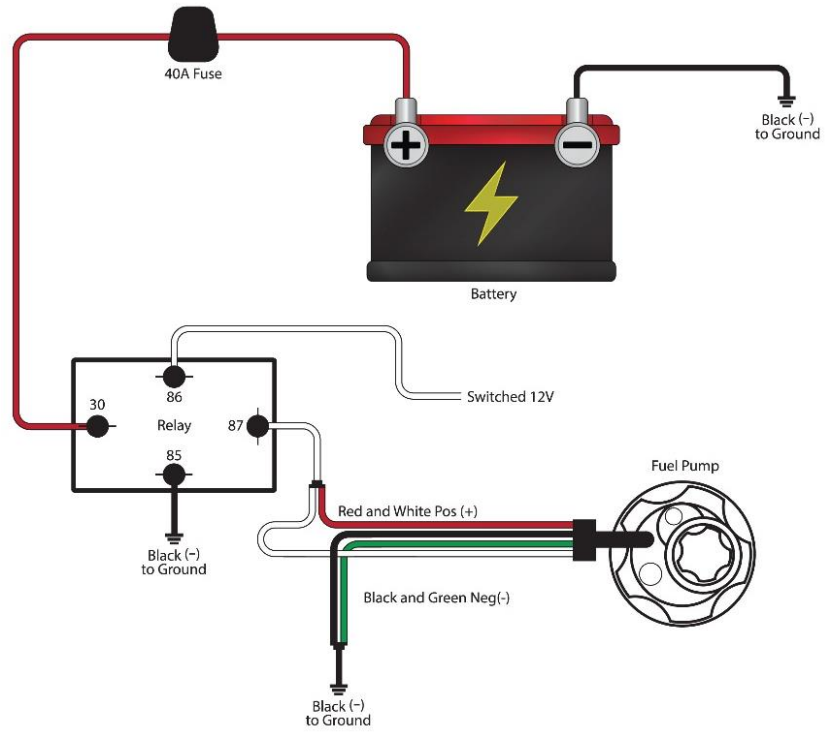 40A Fuse
Black (-)
to Ground
+
-
Battery
86
Switched 12V
30
Relay
87
85
Black (-)
to Ground
Fuel Pump
Red and White Pos (+)
Black and Green Neg(-)
Black (-)
to Ground